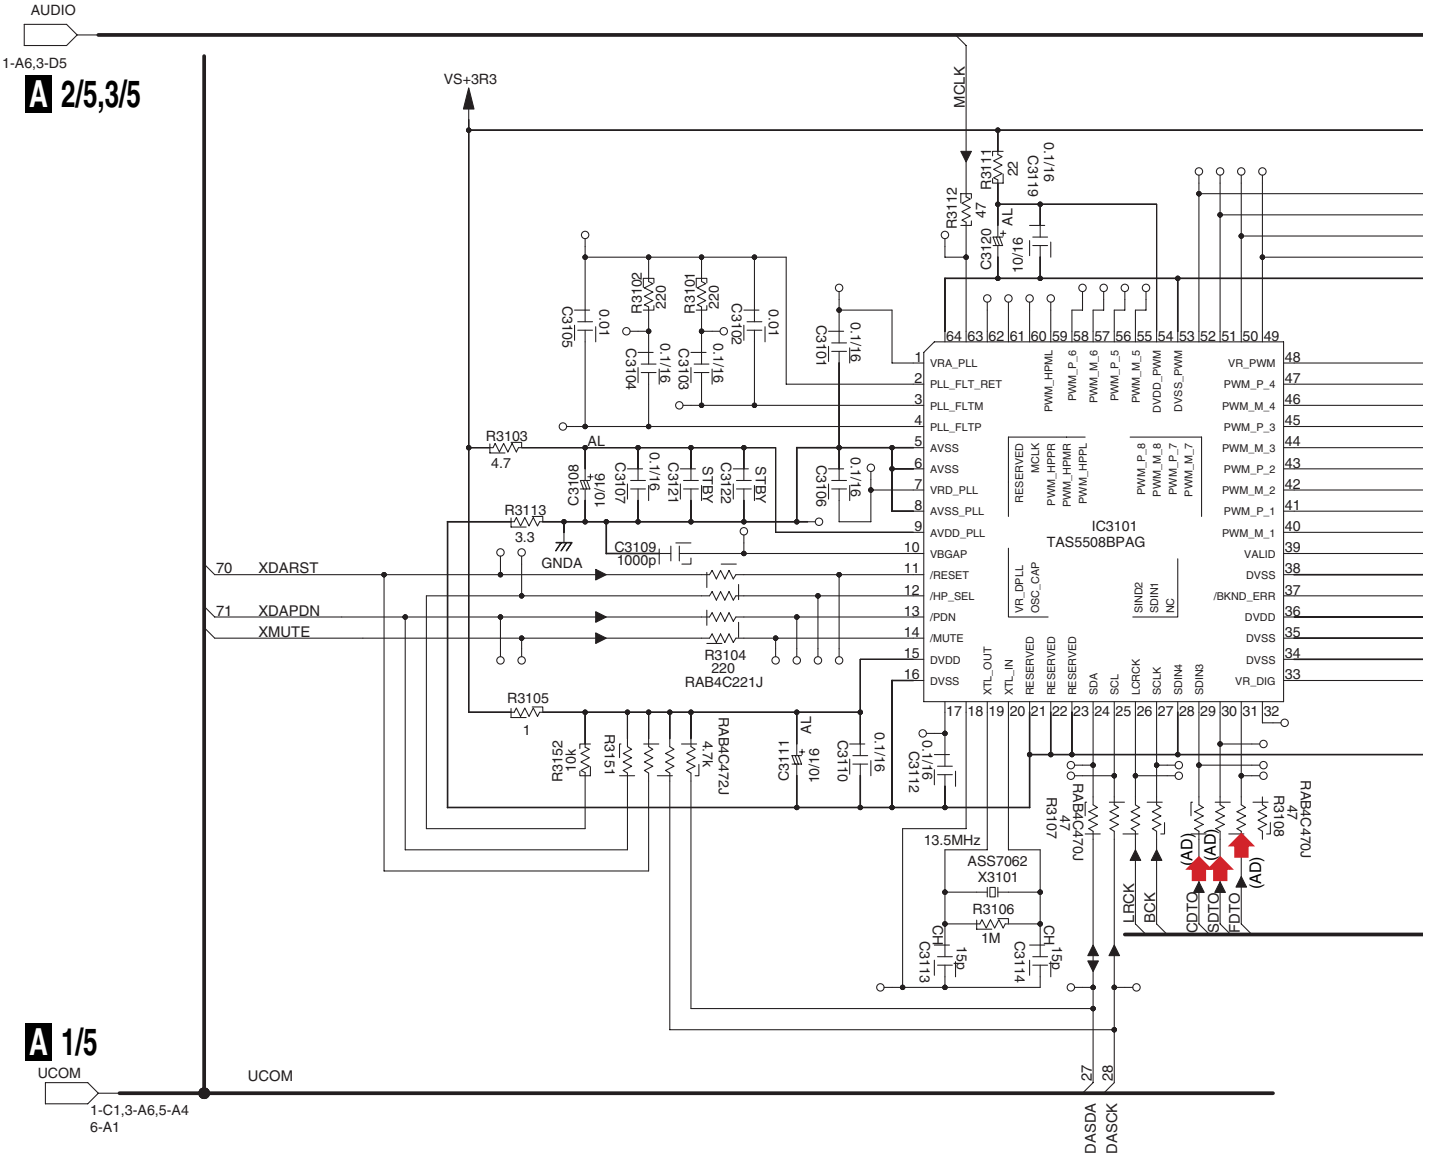 AUDIO
1-A6,3-D5
A 2/5,3/5
VS+3R3
MCLK
R3112
47
R3111
22
C3119
0.1/16
C3120
AL
+
10/16
R3102
220
R3101
220
C3105
0.01
C3104
0.1/16
C3103
0.1/16
C3102
0.01
C3101
0.1/16
64 63 62 61 60 59 58 57 56 55 54 53 52 51 50 49
1 VRA_PLL
2 PLL_FLT_RET
3 PLL_FLTM
4 PLL_FLTP
5 AVSS
6 AVSS
7 VRD_PLL
8 AVSS_PLL
9 AVDD_PLL
10 VBGAP
11 /RESET
12 /HP_SEL
13 /PDN
14 /MUTE
15 DVDD
16 DVSS
PWM_HPML
PWM_P_6
PWM_M_6
PWM_P_5
PWM_M_5
DVDD_PWM
DVSS_PWM
RESERVED
MCLK
PWM_HPPR
PWM_HPMR
PWM_HPPL
PWM_P_8
PWM_M_8
PWM_P_7
PWM_M_7
VR_PWM 48
PWM_P_4 47
PWM_M_4 46
PWM_P_3 45
PWM_M_3 44
PWM_P_2 43
PWM_M_2 42
PWM_P_1 41
PWM_M_1 40
VALID 39
DVSS 38
/BKND_ERR 37
DVDD 36
DVSS 35
DVSS 34
VR_DIG 33
IC3101
TAS5508BPAG
VR_DPLL
OSC_CAP
SIND2
SDIN1
NC
XTL_OUT
XTL_IN
RESERVED
RESERVED
RESERVED
SDA
SCL
LCRCK
SCLK
SDIN4
SDIN3
17 18 19 20 21 22 23 24 25 26 27 28 29 30 31 32
R3103
4.7
AL
C3108
+
10/16
C3107
0.1/16
C3121
STBY
C3122
STBY
C3106
0.1/16
R3113
3.3
GNDA
C3109
1000p
70 XDARST
71 XDAPDN
XMUTE
R3104
220
RAB4C221J
R3105
1
R3152
10k
R3151
4.7k
RAB4C472J
AL
C3111
+
10/16
C3110
0.1/16
C3112
0.1/16
13.5MHz
ASS7062
X3101
R3106
1M
CH
C3113
15p
CH
C3114
15p
R3107
47
RAB4C470J
R3108
47
RAB4C470J
(AD)
(AD)
(AD)
LRCK
BCK
CDTO
SDTO
FDTO
A 1/5
UCOM
UCOM
1-C1,3-A6,5-A4
6-A1
27
28
DASDA
DASCK